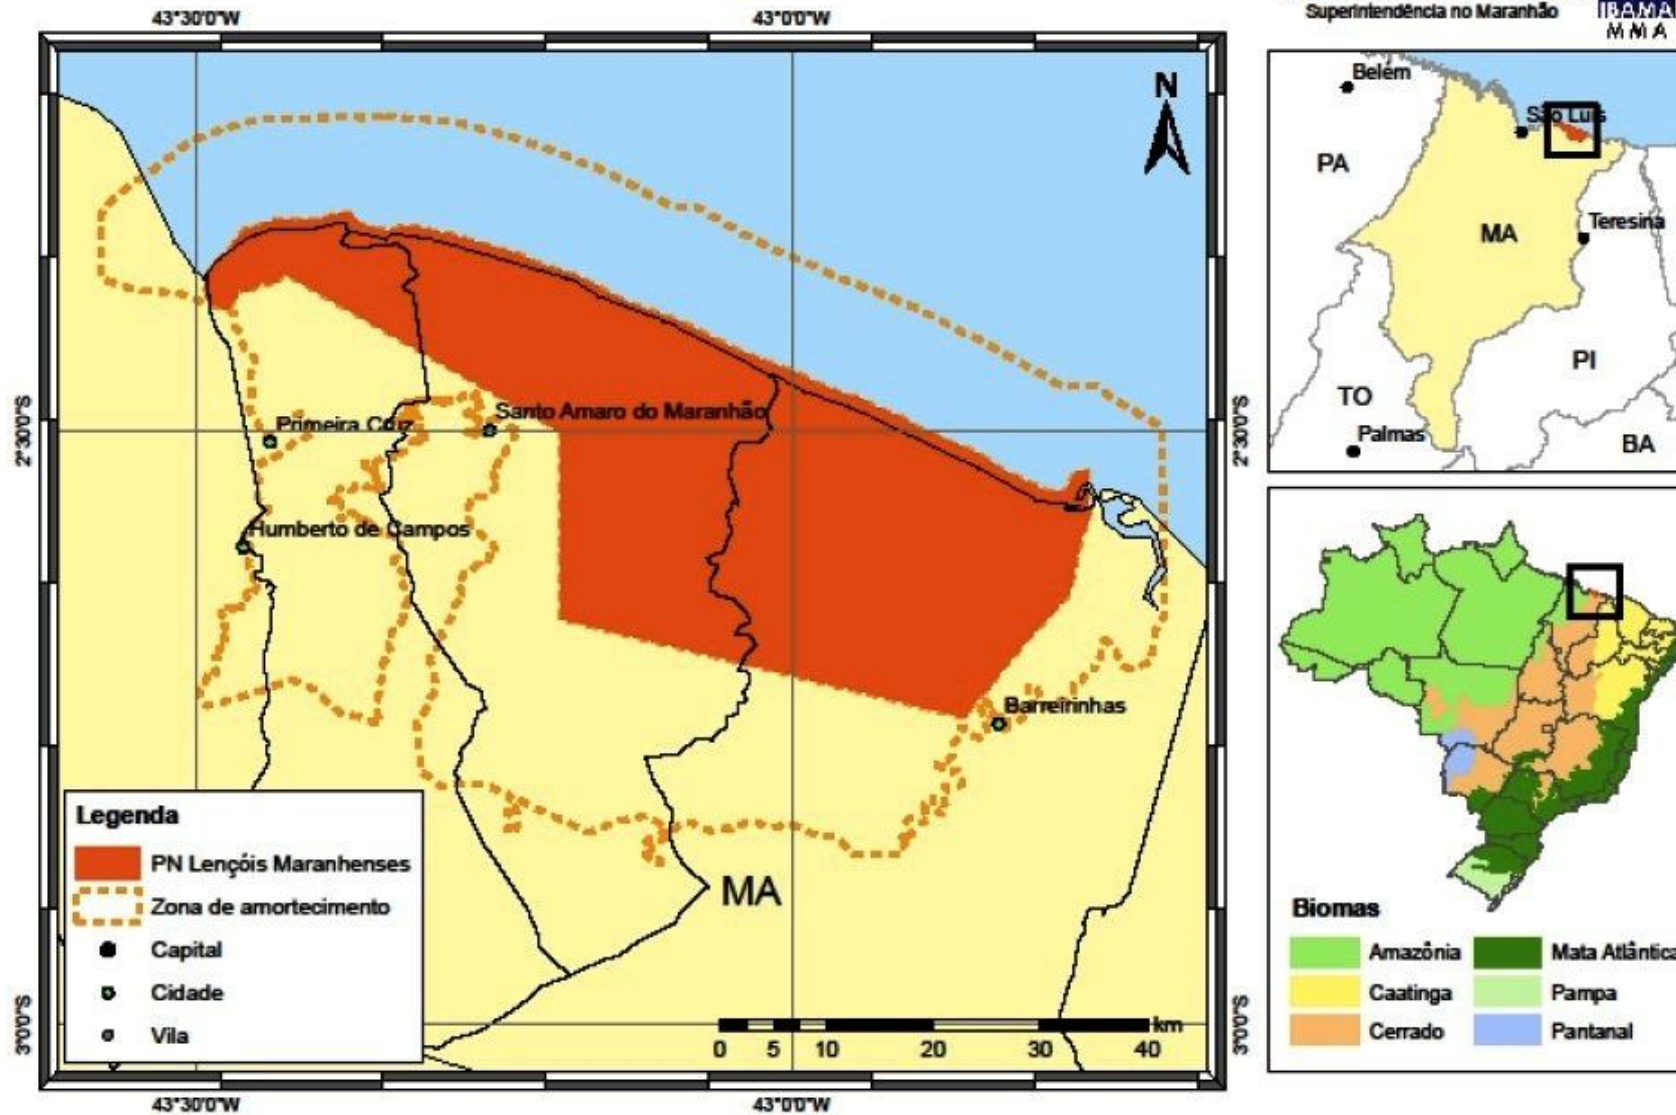 Superintendência no Maranhão
IBAMA
MMA
43°30'0"W
43°0'0"W
2°30'0"S
3°0'0"S
N
Primeira Cruz
Santo Amaro do Maranhão
Humberto de Campos
Barreirinhas
MA
Legenda
PN Lençóis Maranhenses
Zona de amortecimento
Capital
Cidade
Vila
km
0 5 10 20 30 40
43°30'0"W
43°0'0"W
2°30'0"S
3°0'0"S
Belém
São Luís
PA
MA
Teresina
PI
TO
Palmas
BA
Biomas
Amazônia
Mata Atlântica
Caatinga
Pampa
Cerrado
Pantanal